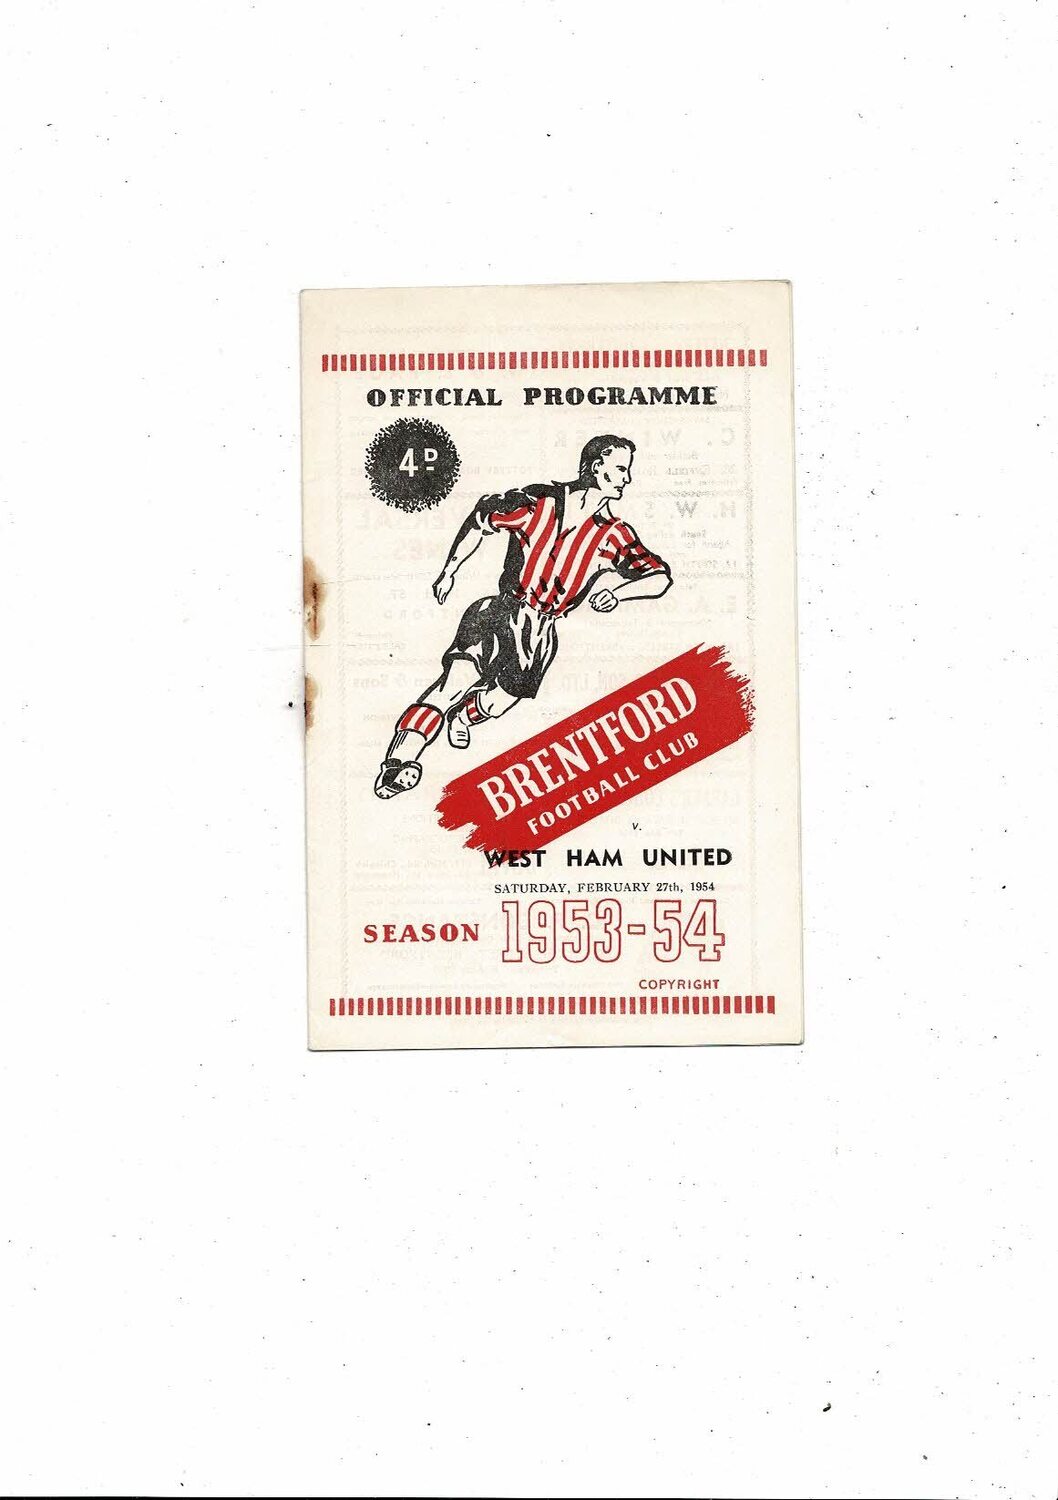 OFFICIAL PROGRAMME
4D
BRENTFORD
FOOTBALL CLUB
v.
WEST HAM UNITED
SATURDAY, FEBRUARY 27th, 1954
SEASON 1953-54
COPYRIGHT